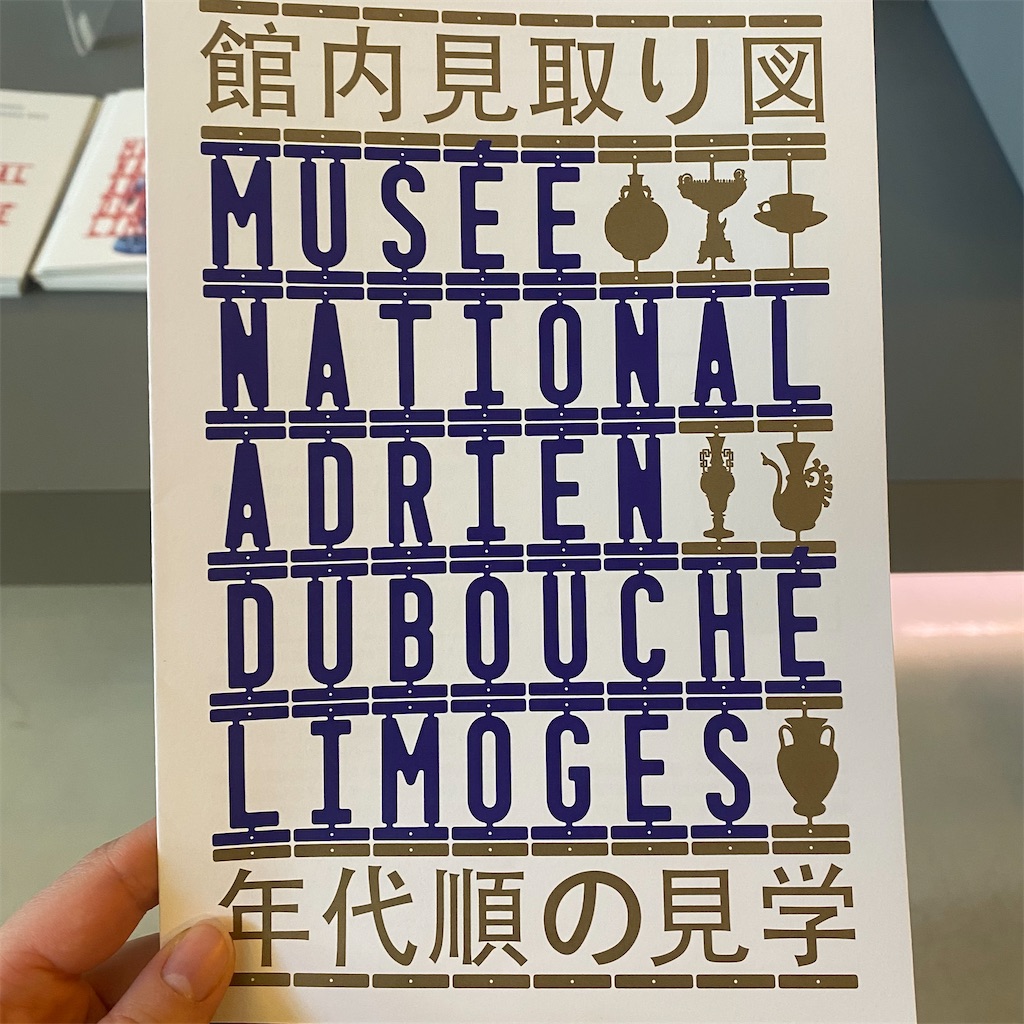 館内見取り図
MUSÉE
NATIONAL
ADRIEN
DUBOUCHÉ
LIMOGES
年代順の見学